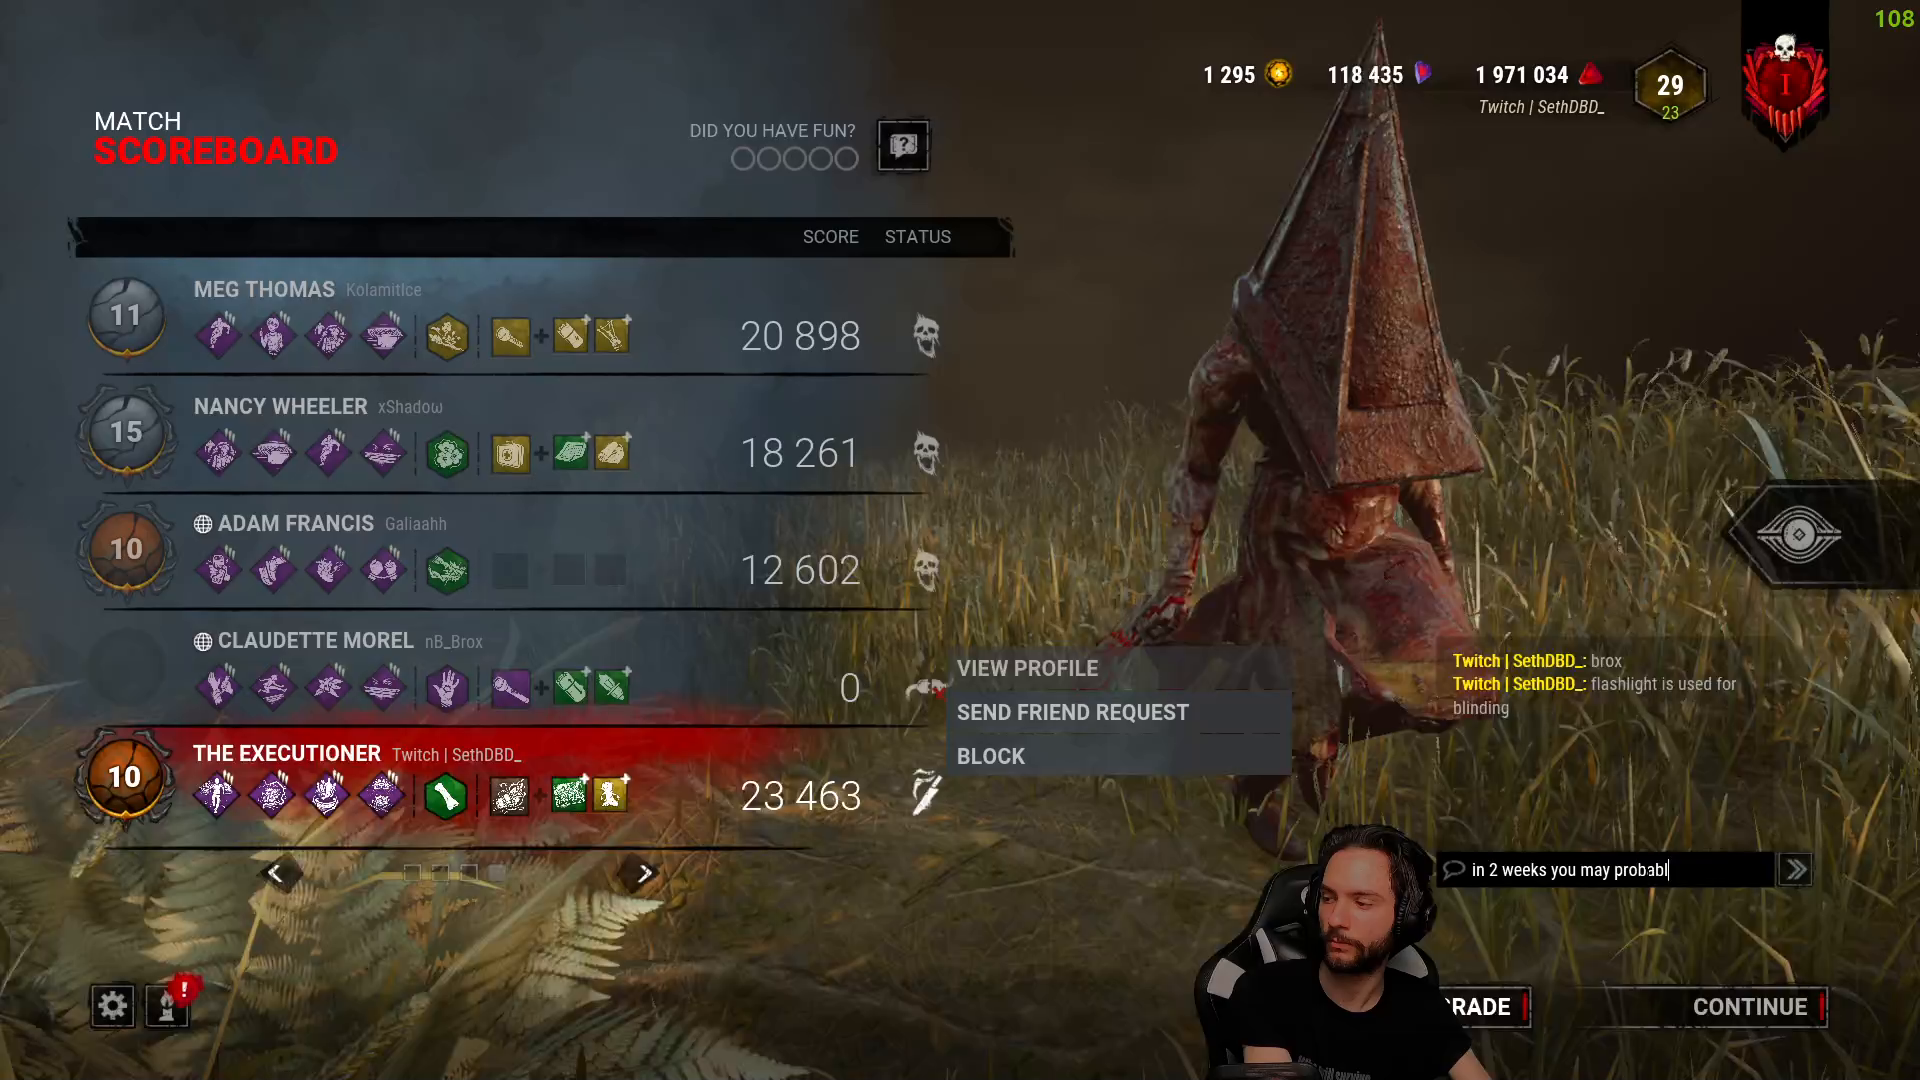 108
1 295
118 435
1 971 034
Twitch | SethDBD_
29
23
I
MATCH
SCOREBOARD
DID YOU HAVE FUN?
SCORE STATUS
11
MEG THOMAS KolamitIce
20 898
15
NANCY WHEELER xShadoω
18 261
10
ADAM FRANCIS Galiaahh
12 602
CLAUDETTE MOREL nB_Brox
0
10
THE EXECUTIONER Twitch | SethDBD_
23 463
VIEW PROFILE
SEND FRIEND REQUEST
BLOCK
Twitch | SethDBD_: brox
Twitch | SethDBD_: flashlight is used for
blinding
in 2 weeks you may probabl
RADE
CONTINUE